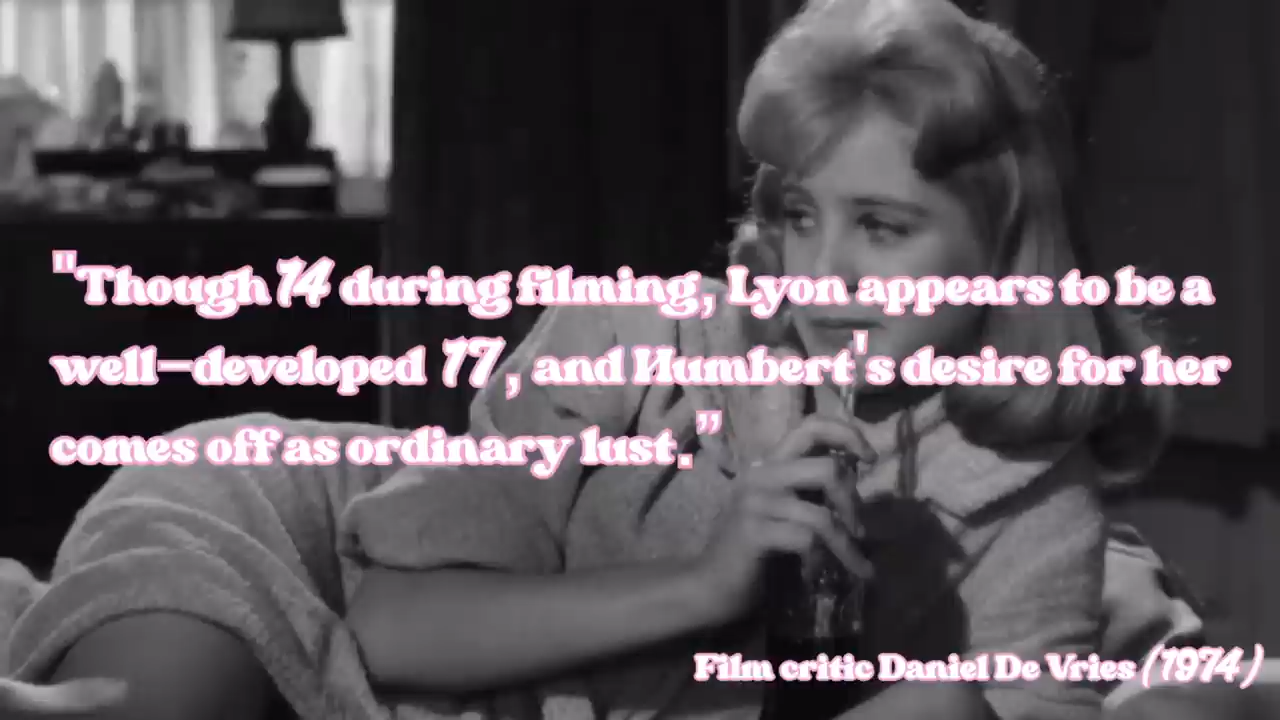 "Though 14 during filming, Lyon appears to be a
well-developed 17, and Humbert's desire for her
comes off as ordinary lust.”
Film critic Daniel De Vries (1974)